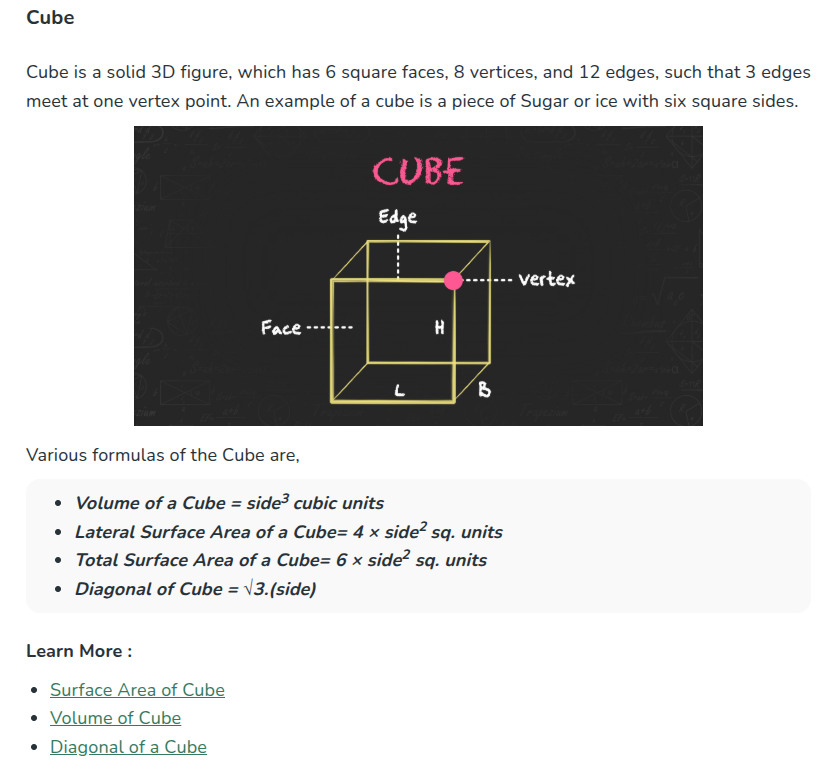 Cube
Cube is a solid 3D figure, which has 6 square faces, 8 vertices, and 12 edges, such that 3 edges
meet at one vertex point. An example of a cube is a piece of Sugar or ice with six square sides.
CUBE
Edge
vertex
Face
H
L
B
Various formulas of the Cube are,
• Volume of a Cube = side³ cubic units
• Lateral Surface Area of a Cube= 4 × side² sq. units
• Total Surface Area of a Cube= 6 × side² sq. units
• Diagonal of Cube = √3.(side)
Learn More :
• Surface Area of Cube
• Volume of Cube
• Diagonal of a Cube